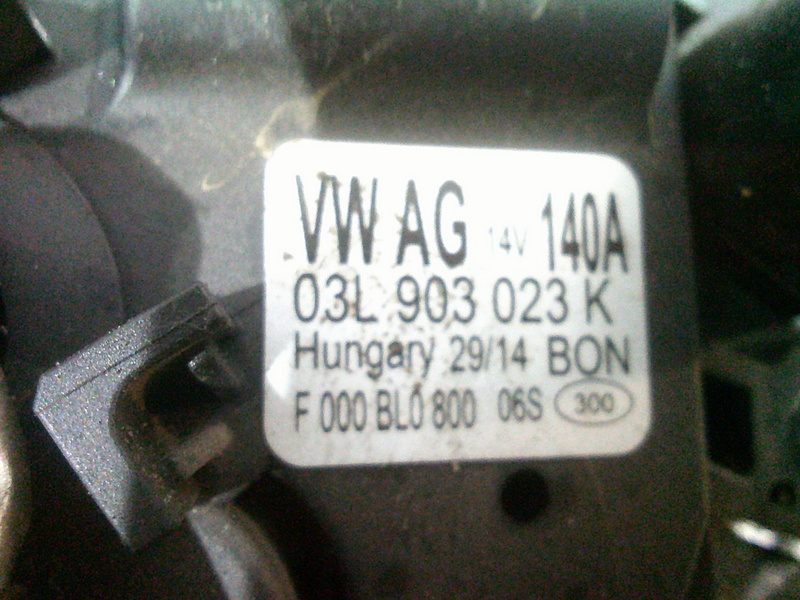 VW AG 14V 140A
03L 903 023 K
Hungary 29/14 BON
F 000 BL0 800 06S 300